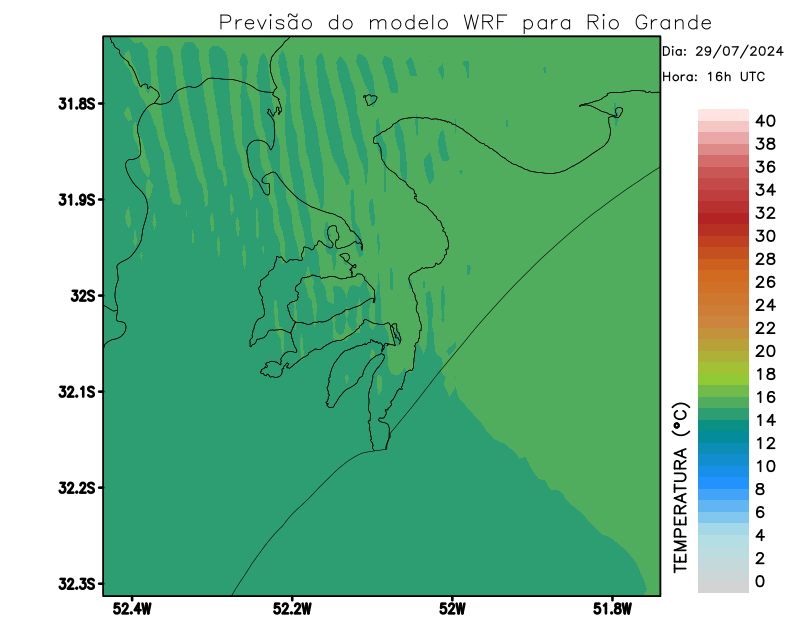 Previsão do modelo WRF para Rio Grande
Dia: 29/07/2024
Hora: 16h UTC
31.8S
31.9S
32S
32.1S
32.2S
32.3S
52.4W
52.2W
52W
51.8W
TEMPERATURA (°C)
40
38
36
34
32
30
28
26
24
22
20
18
16
14
12
10
8
6
4
2
0